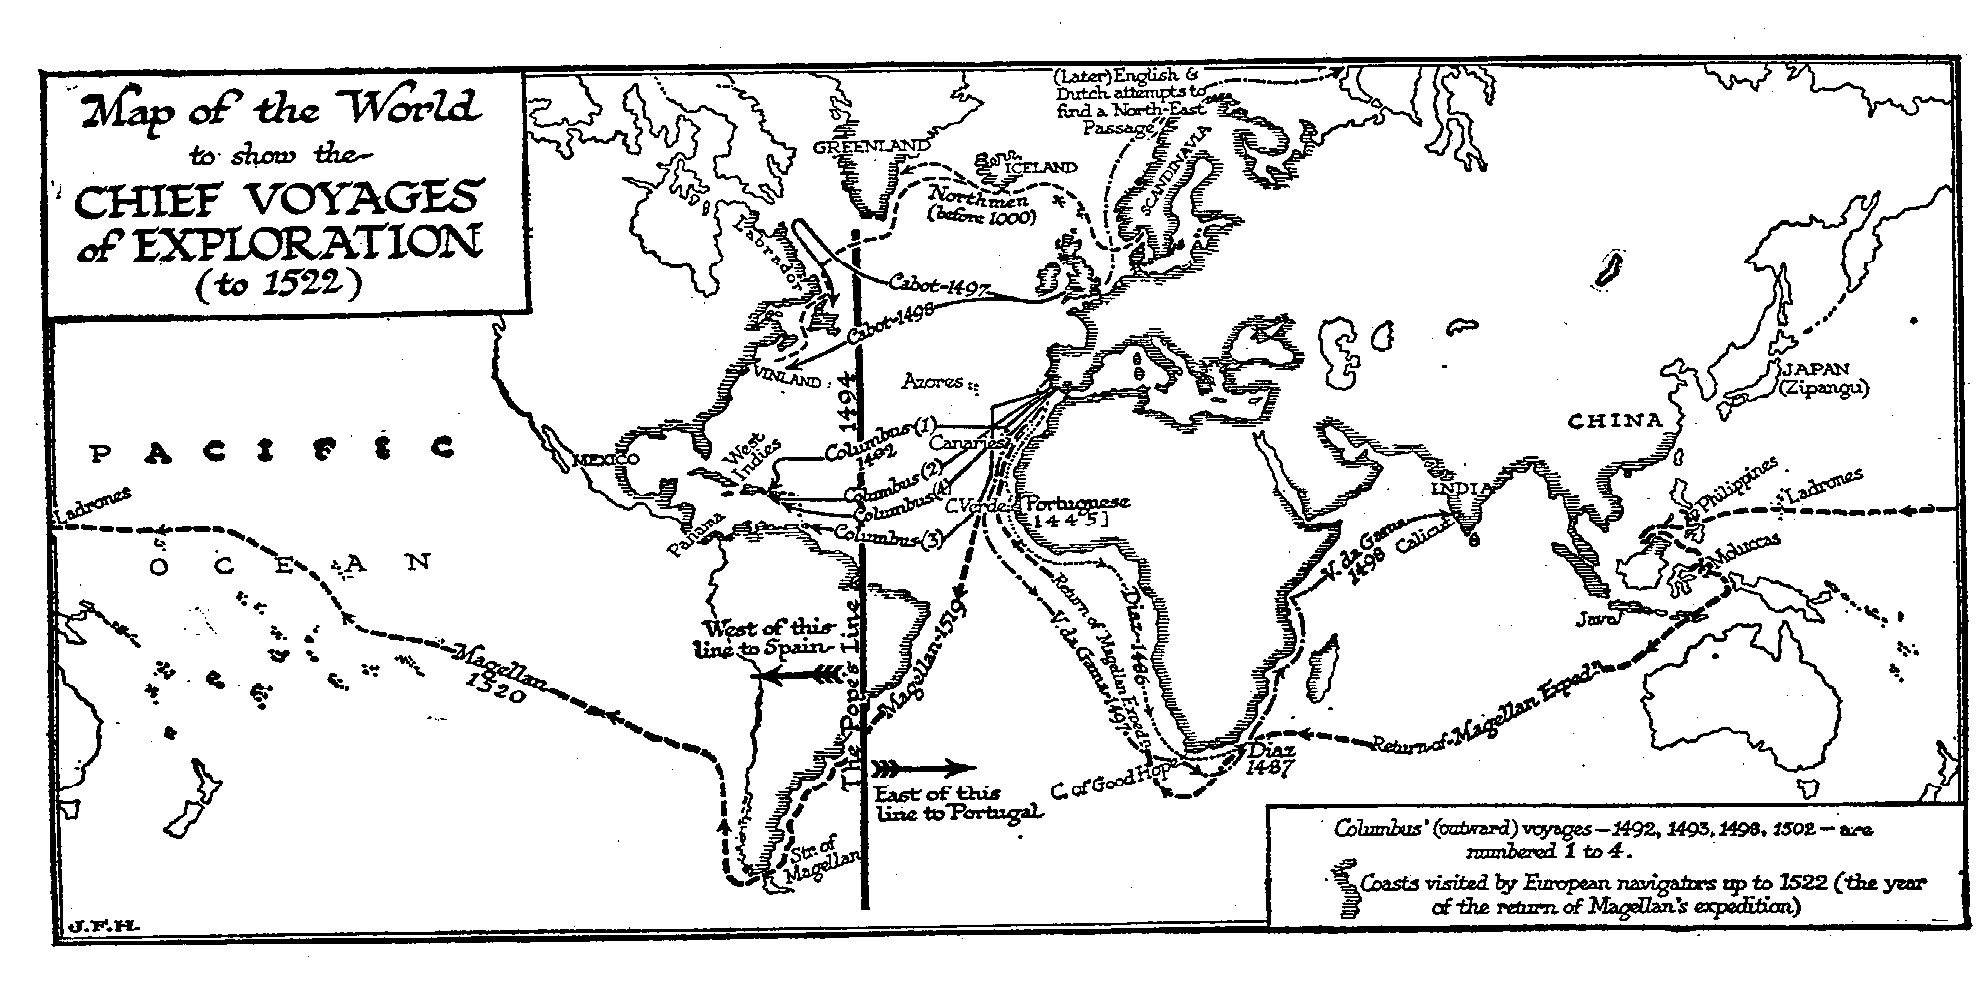 Map of the World
to show the
CHIEF VOYAGES
of EXPLORATION
(to 1522)
(Later) English &
Dutch attempts to
find a North-East
Passage
GREENLAND
ICELAND
SCANDINAVIA
Northmen
(before 1000)
Labrador
Cabot-1497
Cabot-1498
VINLAND
Azores
1494
JAPAN
(Zipangu)
CHINA
PACIFIC
OCEAN
Ladrones
MEXICO
West
Indies
Columbus (1)
1492
Canaries
Columbus (2)
Columbus (4)
C.Verde
Columbus (3)
Panama
Portuguese
1445
INDIA
V. da Gama
1498
Calicut
Philippines
Ladrones
Moluccas
Java
West of this
line to Spain
The Pope's Line
Magellan-1519
Return of Magellan Exped.
V. da Gama-1497
Diaz-1486
Magellan
1520
Return-of-Magellan Exped.
Diaz
1487
C. of Good Hope
East of this
line to Portugal
Str. of
Magellan
Columbus' (outward) voyages-1492, 1493, 1498, 1502-are
numbered 1 to 4.
Coasts visited by European navigators up to 1522 (the year
of the return of Magellan's expedition)
J.F.H.